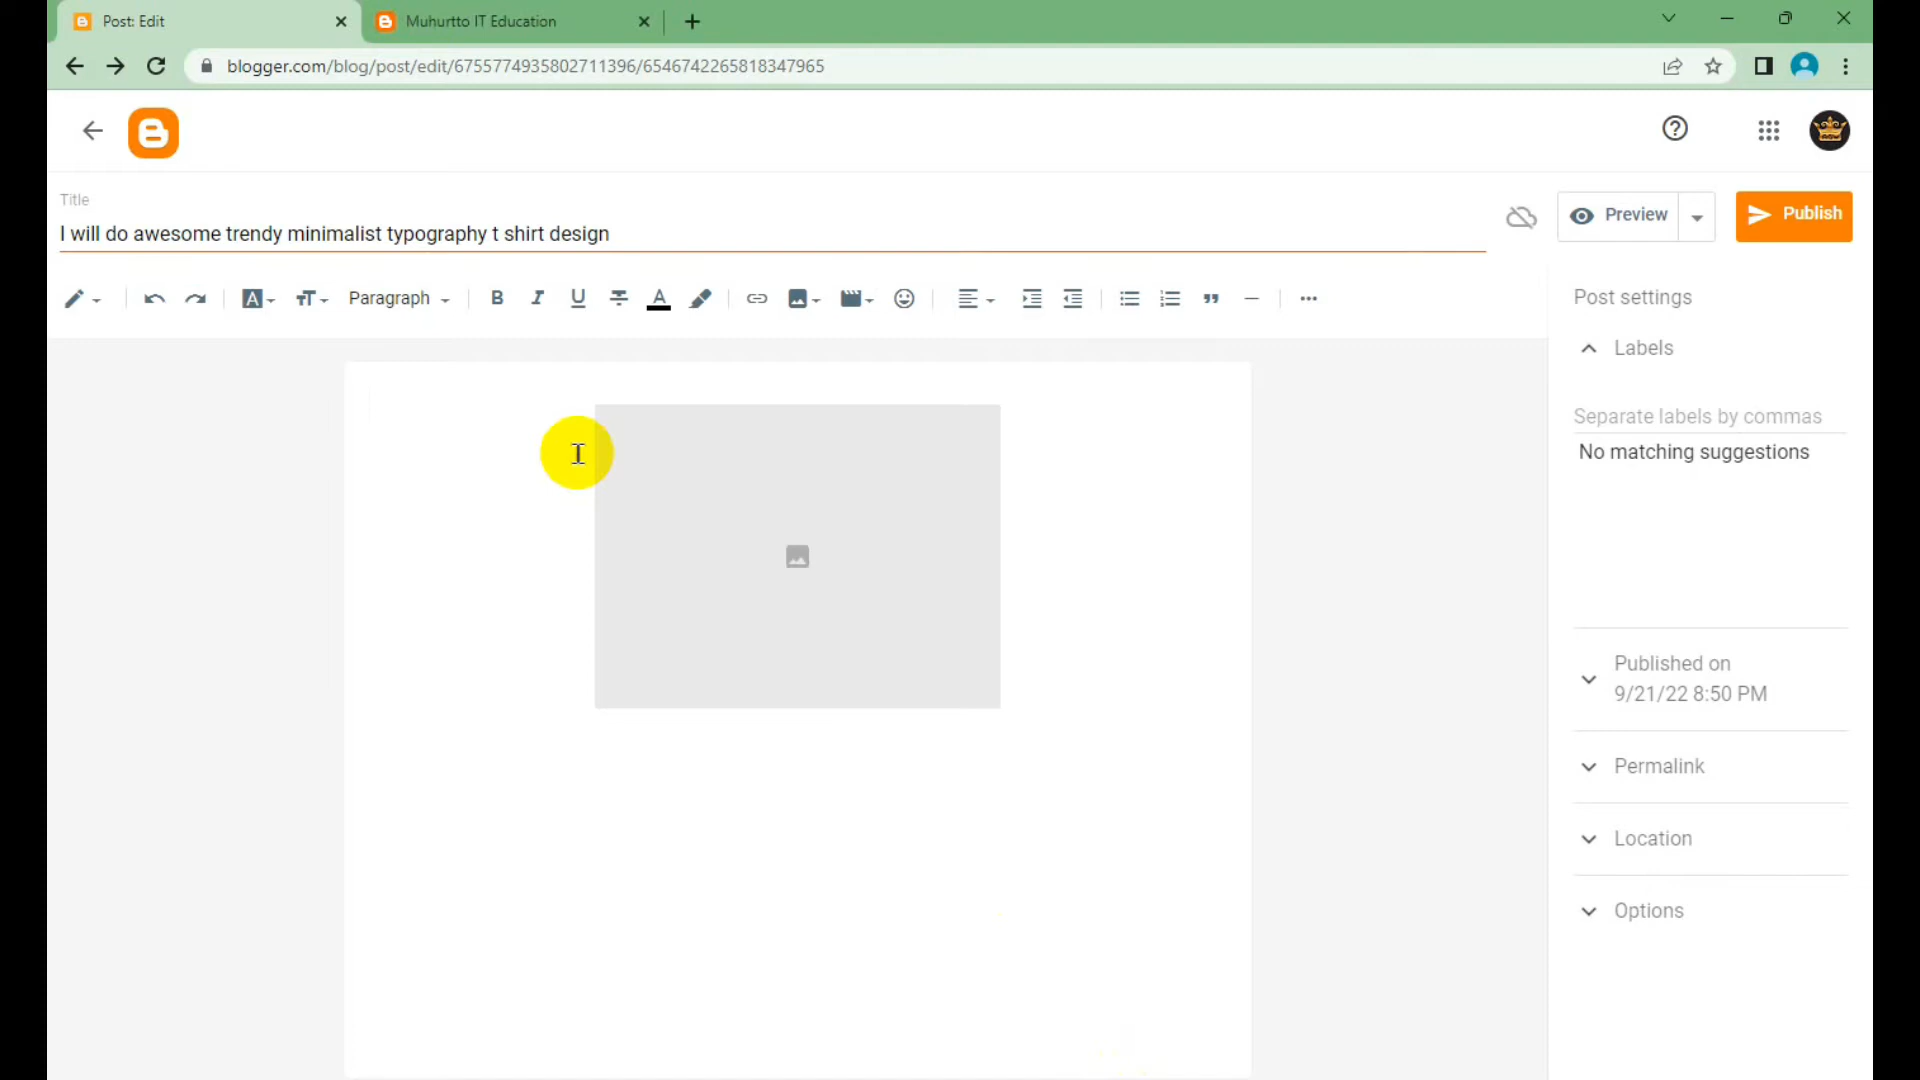 Post: Edit
Muhurtto IT Education
blogger.com/blog/post/edit/6755774935802711396/6546742265818347965
Title
I will do awesome trendy minimalist typography t shirt design
Preview
Publish
Paragraph
Post settings
Labels
Separate labels by commas
No matching suggestions
Published on
9/21/22 8:50 PM
Permalink
Location
Options